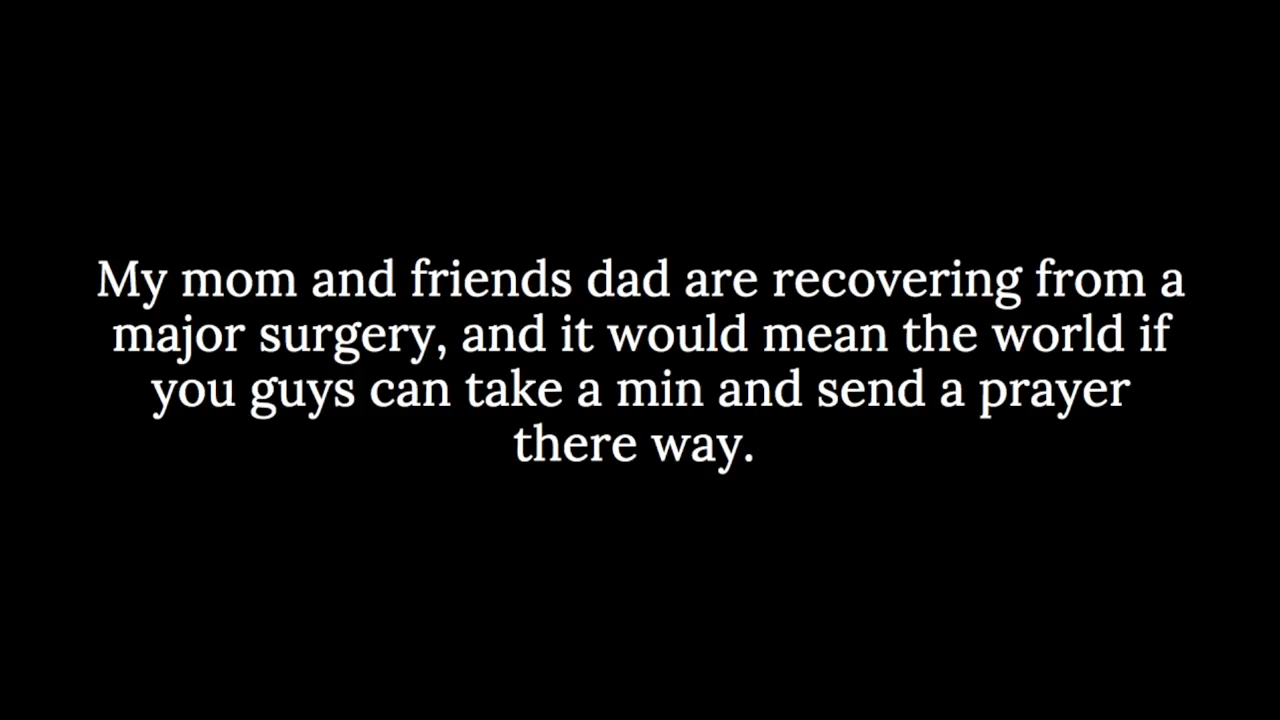 My mom and friends dad are recovering from a
major surgery, and it would mean the world if
you guys can take a min and send a prayer
there way.